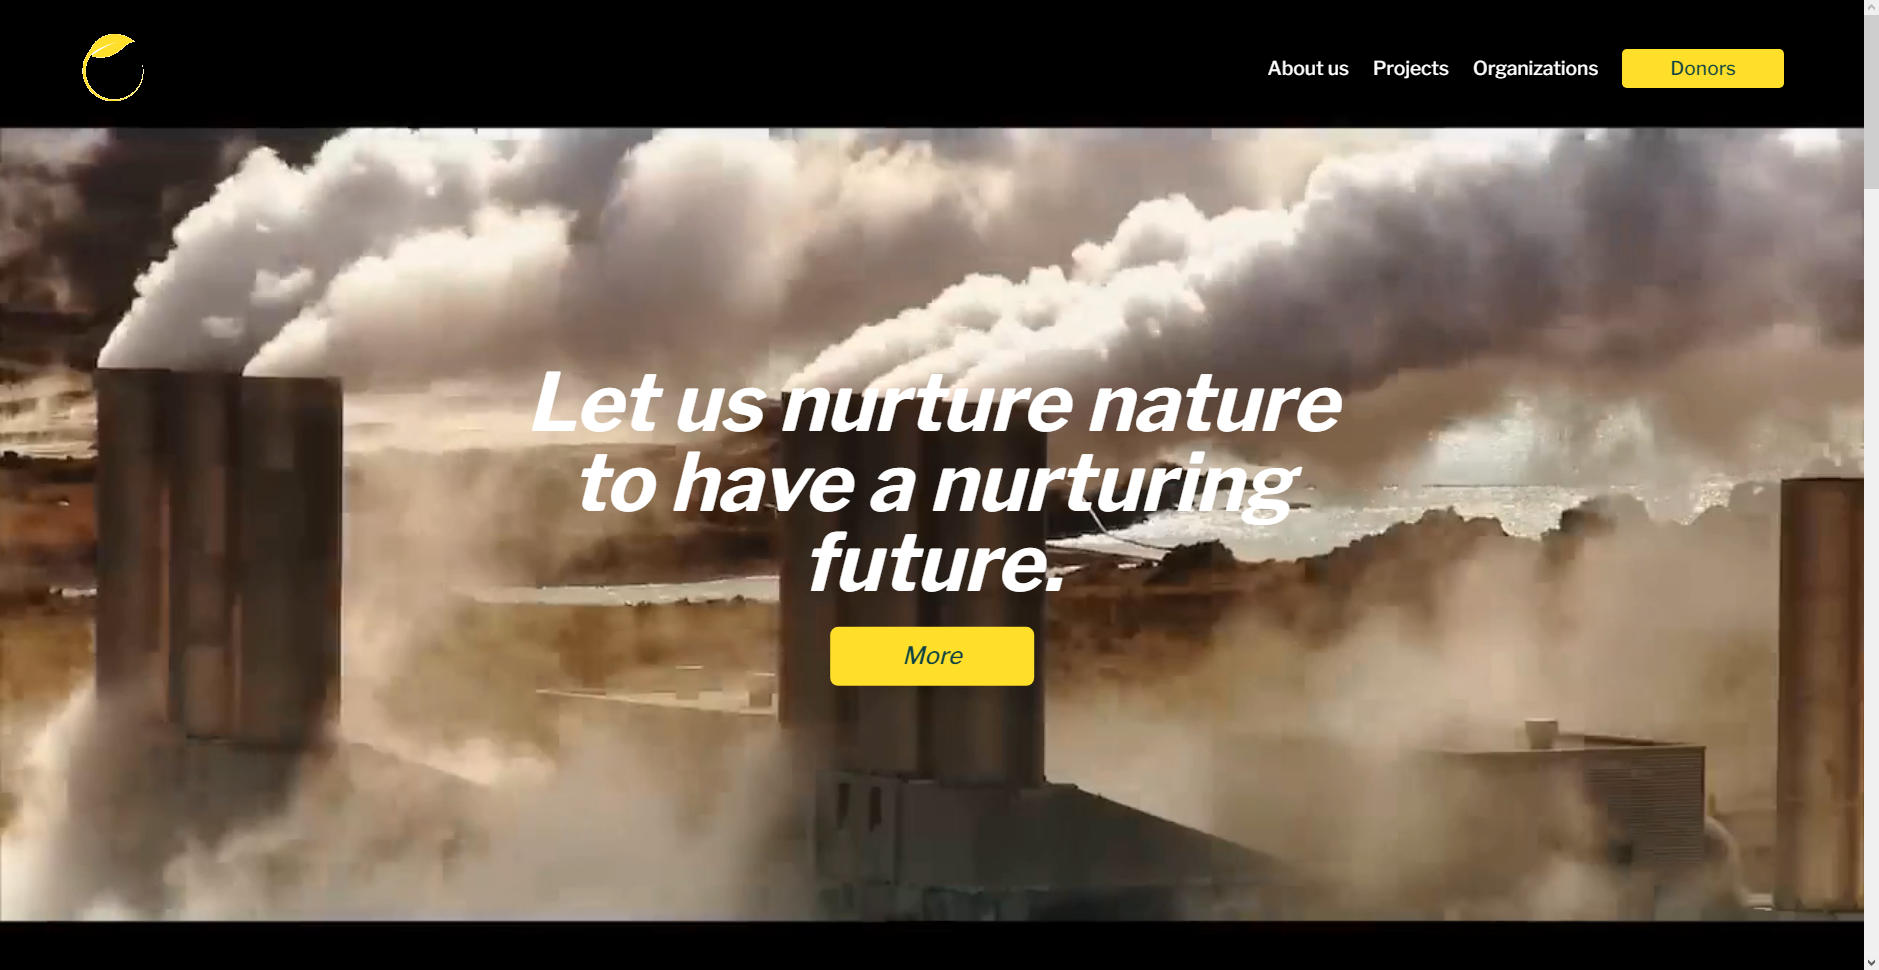 About us
Projects
Organizations
Donors
Let us nurture nature
to have a nurturing
future.
More